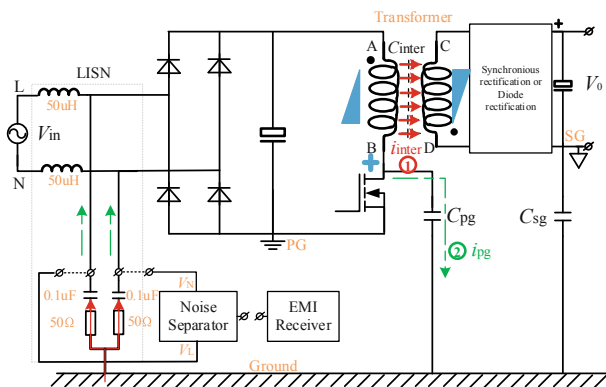 Transformer
LISN
L
50uH
Vin
N
50uH
A
Cinter
C
B
D
iinter
1
+
Synchronious
rectification or
Diode
rectification
+
V0
SG
PG
Cpg
2 ipg
Csg
0.1uF
0.1uF
50Ω
50Ω
VN
VL
Noise
Separator
EMI
Receiver
Ground